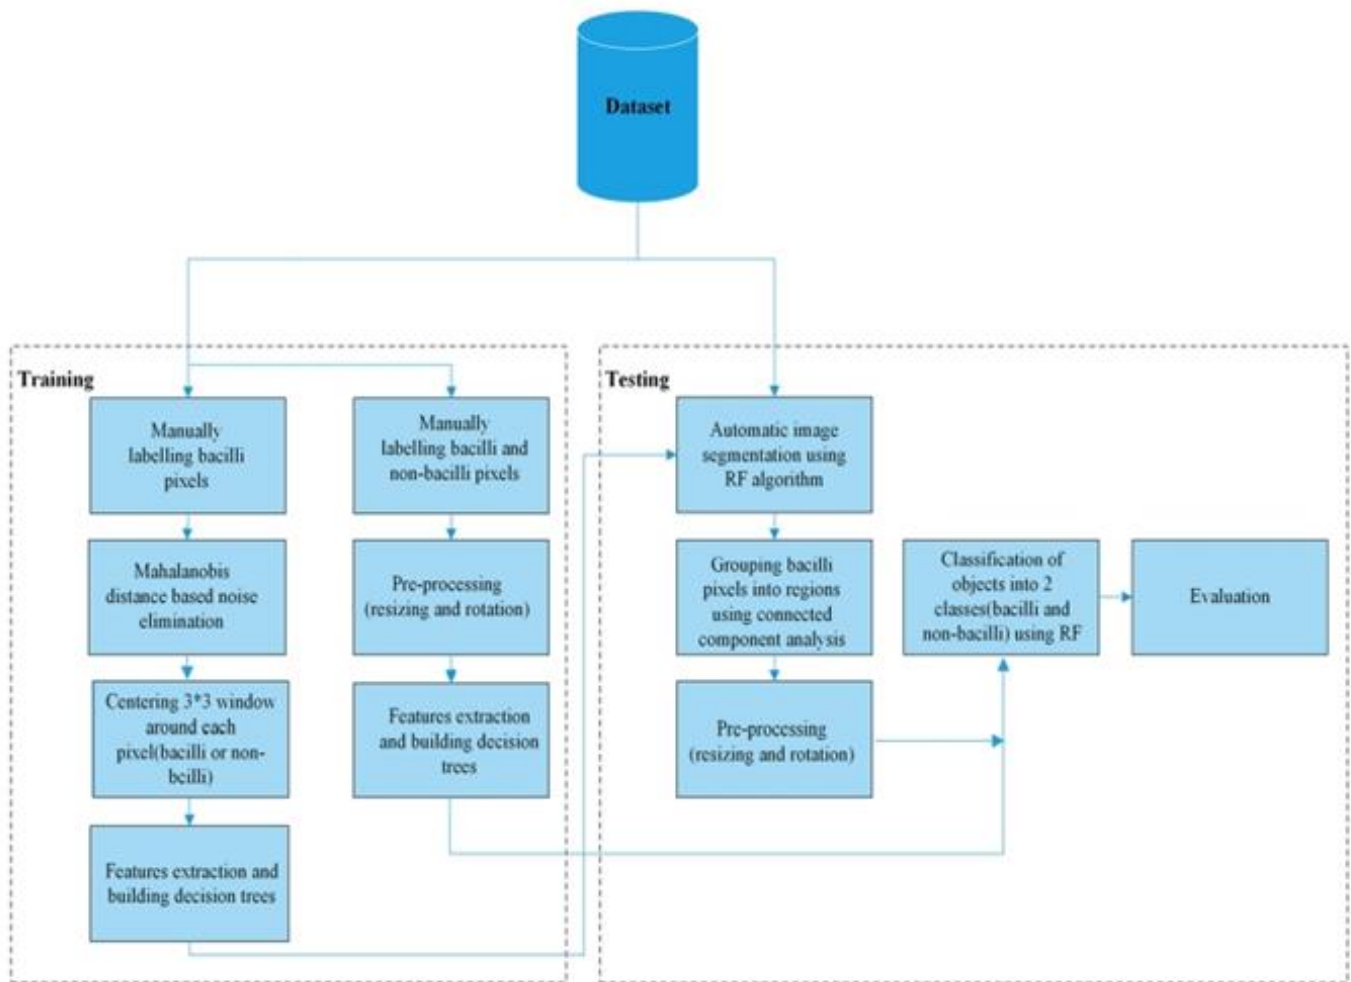 Dataset
Training
Manually
labelling bacilli
pixels
Mahalanobis
distance based noise
elimination
Centering 3*3 window
around each
pixel(bacilli or non-
bcilli)
Features extraction and
building decision trees
Manually
labelling bacilli and
non-bacilli pixels
Pre-processing
(resizing and rotation)
Features extraction
and building decision
trees
Testing
Automatic image
segmentation using
RF algorithm
Grouping bacilli
pixels into regions
using connected
component analysis
Pre-processing
(resizing and rotation)
Classification of
objects into 2
classes(bacilli and
non-bacilli) using RF
Evaluation